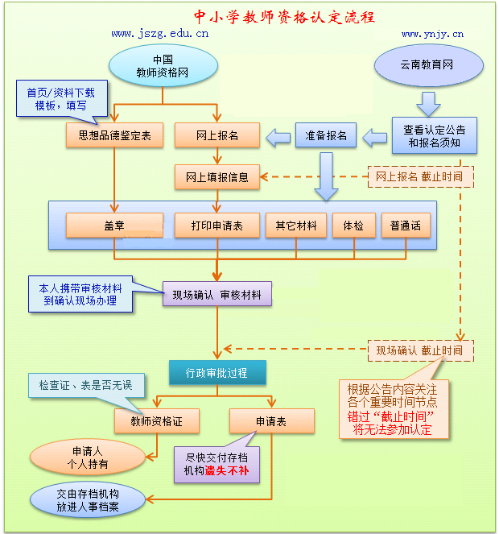 中小学教师资格认定流程
www.jszg.edu.cn
www.ynjy.cn
中国
教师资格网
云南教育网
首页/资料下载
模板，填写
思想品德鉴定表
网上报名
准备报名
查看认定公告
和报名须知
网上填报信息
网上报名 截止时间
盖章
打印申请表
其它材料
体检
普通话
本人携带审核材料
到确认现场办理
现场确认 审核材料
现场确认 截止时间
行政审批过程
检查证、表是否无误
根据公告内容关注
各个重要时间节点
错过“截止时间”
将无法参加认定
教师资格证
申请表
申请人
个人持有
尽快交付存档
机构遗失不补
交由存档机构
放进人事档案